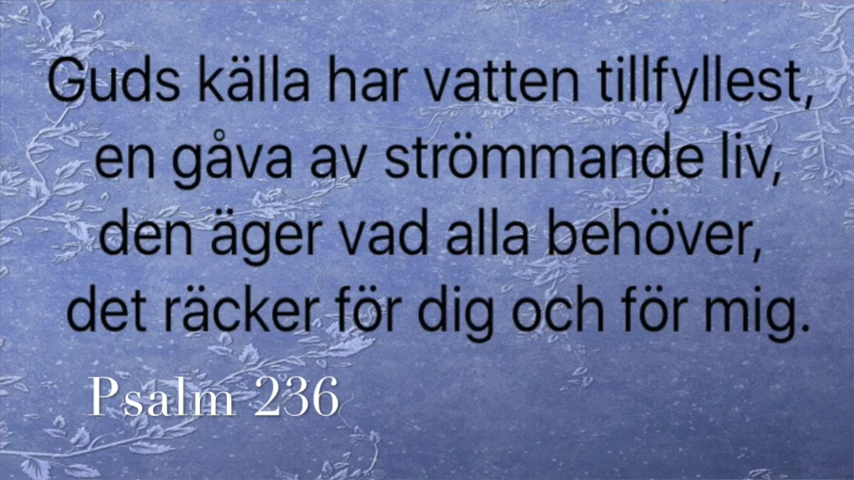 Guds källa har vatten tillfyllest,
en gåva av strömmande liv,
den äger vad alla behöver,
det räcker för dig och för mig.
Psalm 236